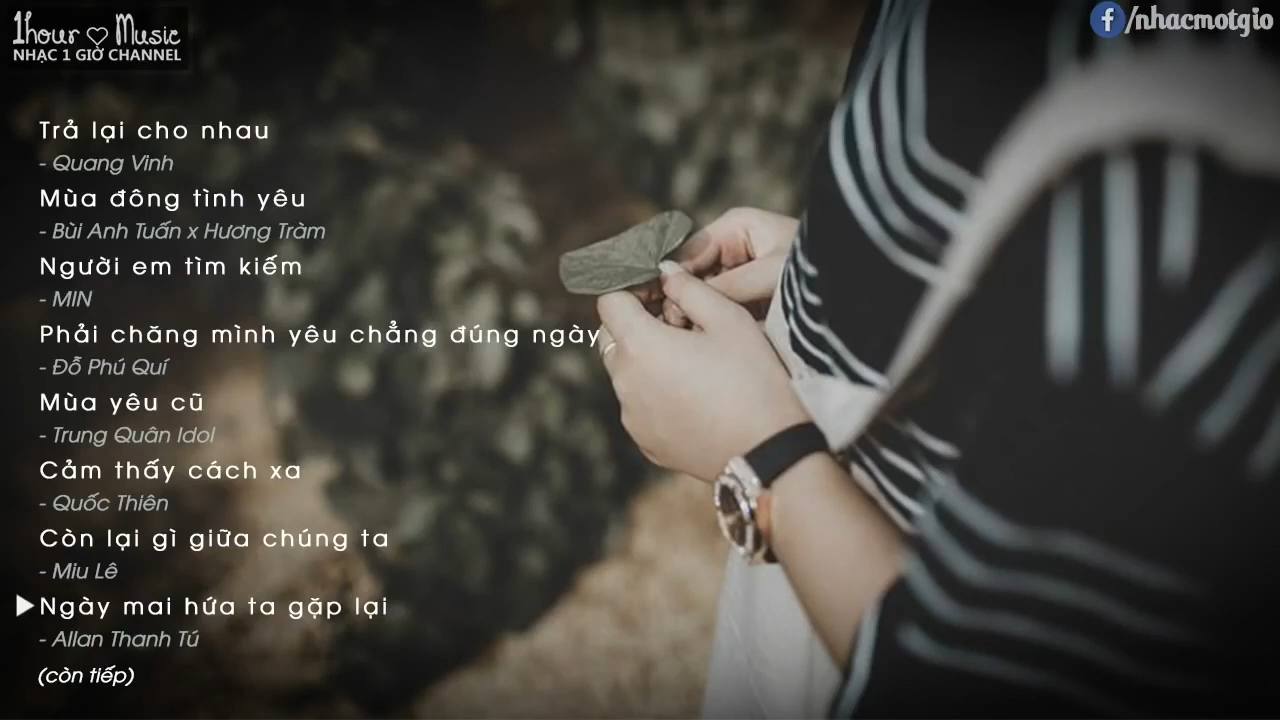 1hour ♡ Music
NHẠC 1 GIỜ CHANNEL
f/nhacmotgio
Trả lại cho nhau
- Quang Vinh
Mùa đông tình yêu
- Bùi Anh Tuấn x Hương Tràm
Người em tìm kiếm
- MIN
Phải chăng mình yêu chẳng đúng ngày
- Đỗ Phú Quí
Mùa yêu cũ
- Trung Quân Idol
Cảm thấy cách xa
- Quốc Thiên
Còn lại gì giữa chúng ta
- Miu Lê
Ngày mai hứa ta gặp lại
- Allan Thanh Tú
(còn tiếp)